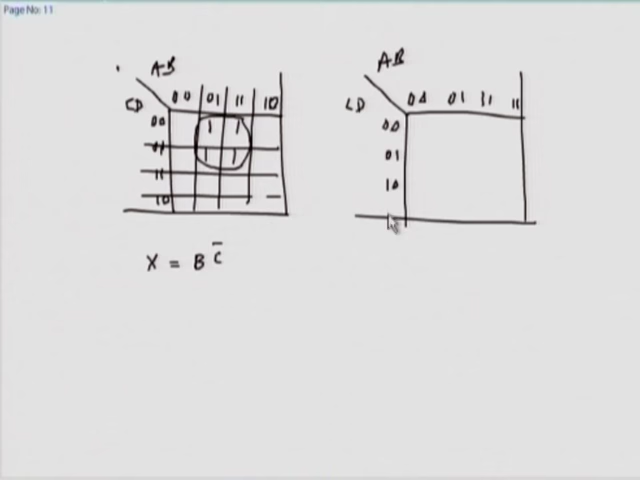 Page No: 11
AB
CD 00 01 11 10
00 1 1
01 1 1
11
10
X = B C̄
AB
CD 00 01 11 11
00
01
10